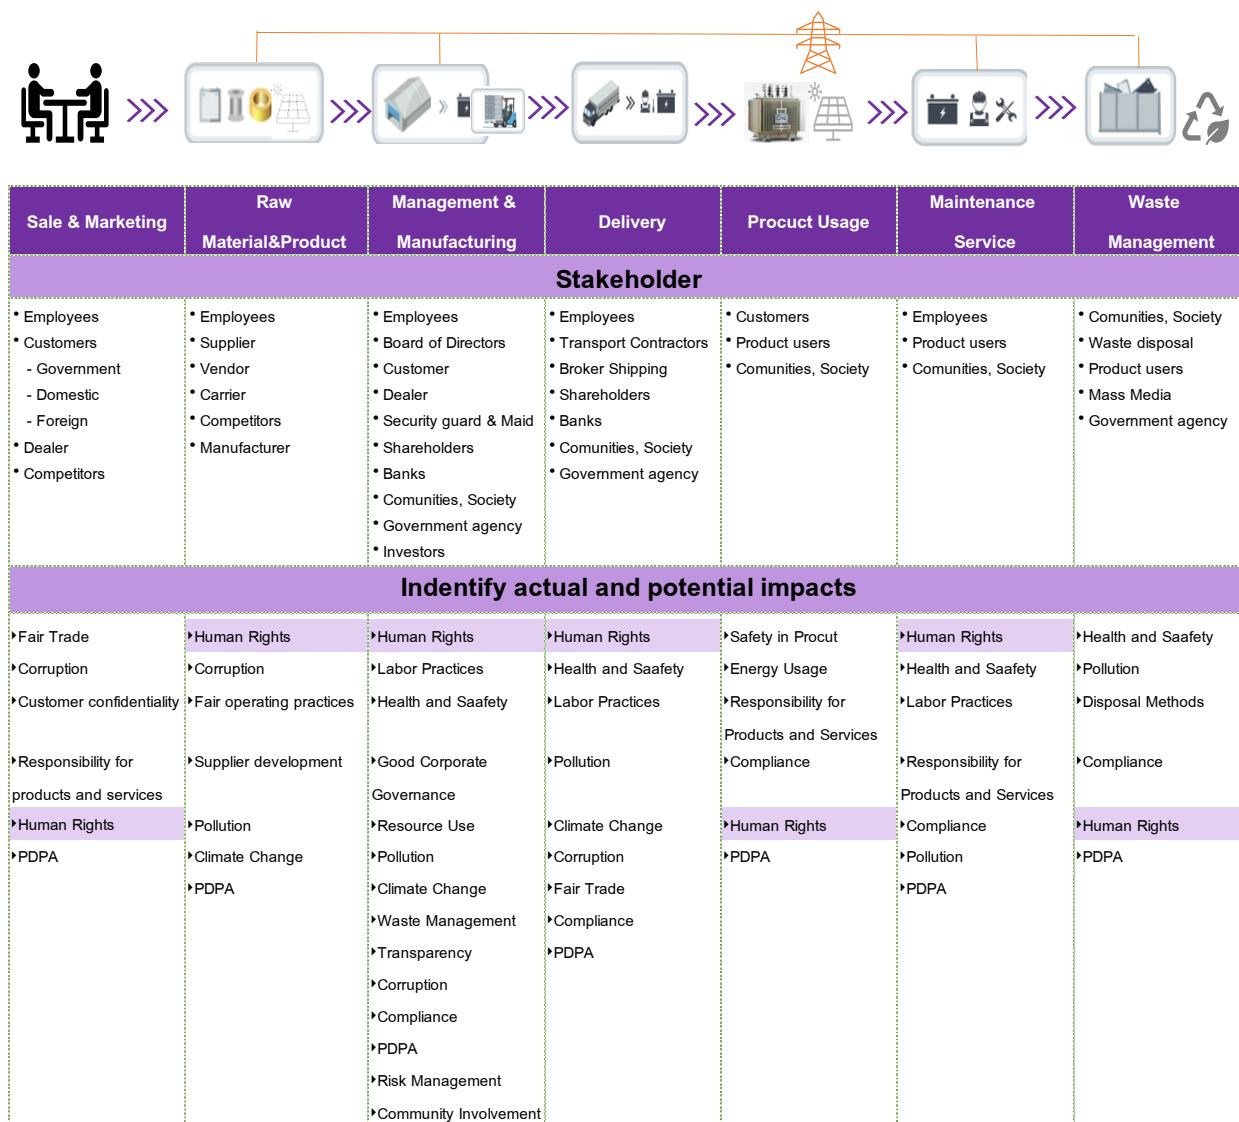 Sale & Marketing
Raw
Material&Product
Management &
Manufacturing
Delivery
Procuct Usage
Maintenance
Service
Waste
Management
Stakeholder
• Employees
• Customers
- Government
- Domestic
- Foreign
• Dealer
• Competitors
• Employees
• Supplier
• Vendor
• Carrier
• Competitors
• Manufacturer
• Employees
• Board of Directors
• Customer
• Dealer
• Security guard & Maid
• Shareholders
• Banks
• Comunities, Society
• Government agency
• Investors
• Employees
• Transport Contractors
• Broker Shipping
• Shareholders
• Banks
• Comunities, Society
• Government agency
• Customers
• Product users
• Comunities, Society
• Employees
• Product users
• Comunities, Society
• Comunities, Society
• Waste disposal
• Product users
• Mass Media
• Government agency
Indentify actual and potential impacts
Fair Trade
Corruption
Customer confidentiality
Responsibility for
products and services
Human Rights
PDPA
Human Rights
Corruption
Fair operating practices
Supplier development
Pollution
Climate Change
PDPA
Human Rights
Labor Practices
Health and Saafety
Good Corporate
Governance
Resource Use
Pollution
Climate Change
Waste Management
Transparency
Corruption
Compliance
PDPA
Risk Management
Community Involvement
Human Rights
Health and Saafety
Labor Practices
Pollution
Climate Change
Corruption
Fair Trade
Compliance
PDPA
Safety in Procut
Energy Usage
Responsibility for
Products and Services
Compliance
Human Rights
PDPA
Human Rights
Health and Saafety
Labor Practices
Responsibility for
Products and Services
Compliance
Pollution
PDPA
Health and Saafety
Pollution
Disposal Methods
Compliance
Human Rights
PDPA